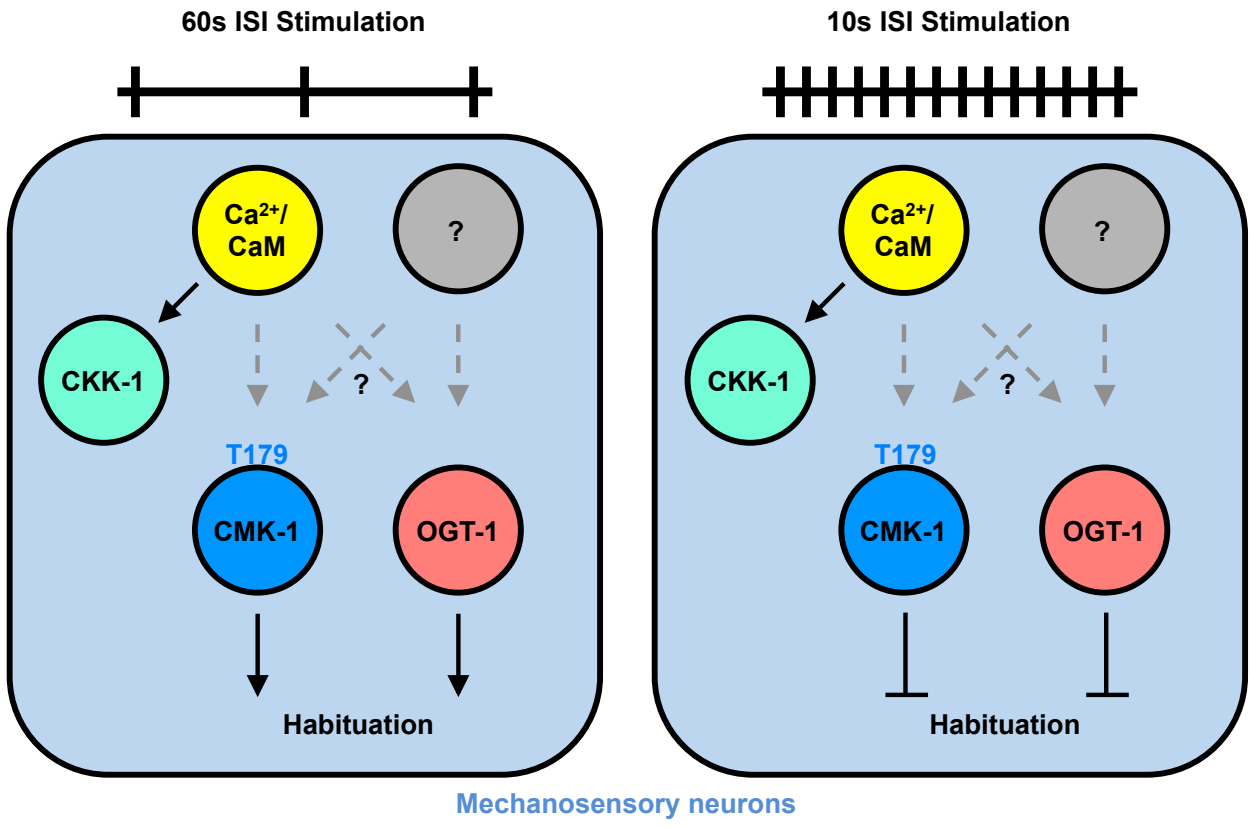 60s ISI Stimulation
Ca²⁺/
CaM
?
CKK-1
?
T179
CMK-1
OGT-1
Habituation
10s ISI Stimulation
Ca²⁺/
CaM
?
CKK-1
?
T179
CMK-1
OGT-1
Habituation
Mechanosensory neurons